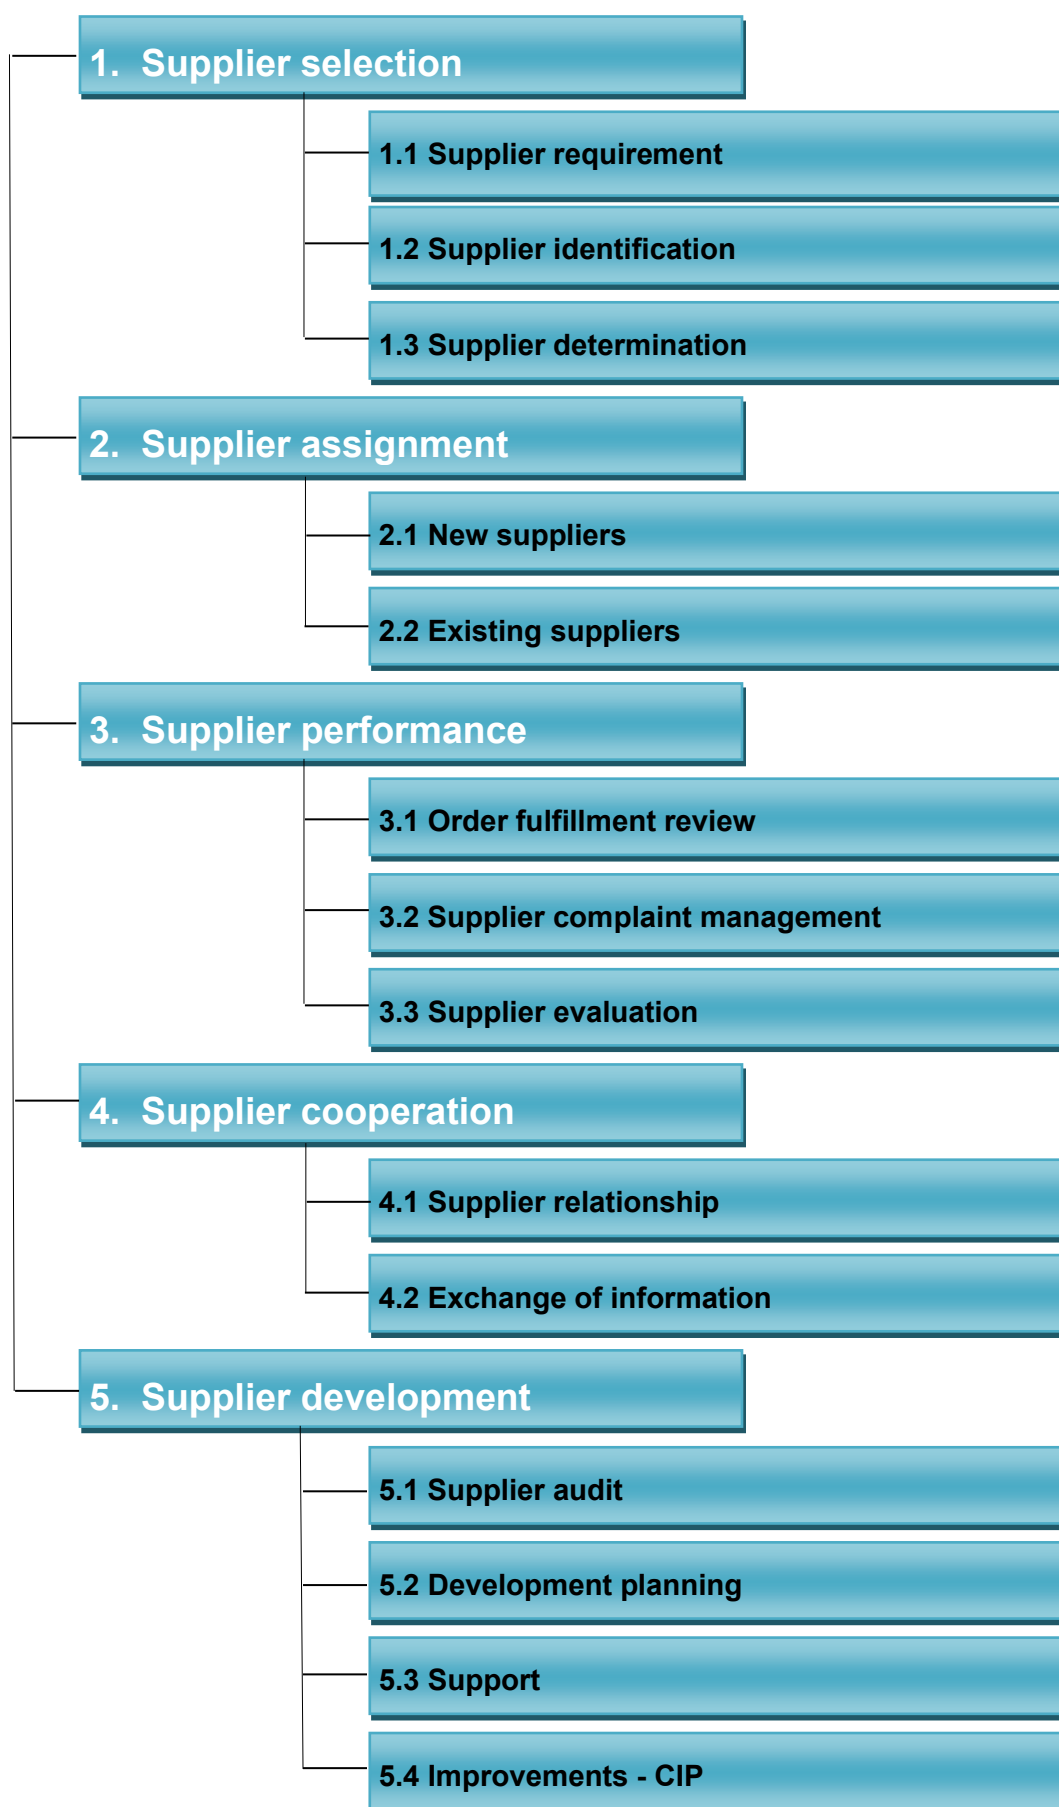 1. Supplier selection
1.1 Supplier requirement
1.2 Supplier identification
1.3 Supplier determination
2. Supplier assignment
2.1 New suppliers
2.2 Existing suppliers
3. Supplier performance
3.1 Order fulfillment review
3.2 Supplier complaint management
3.3 Supplier evaluation
4. Supplier cooperation
4.1 Supplier relationship
4.2 Exchange of information
5. Supplier development
5.1 Supplier audit
5.2 Development planning
5.3 Support
5.4 Improvements - CIP